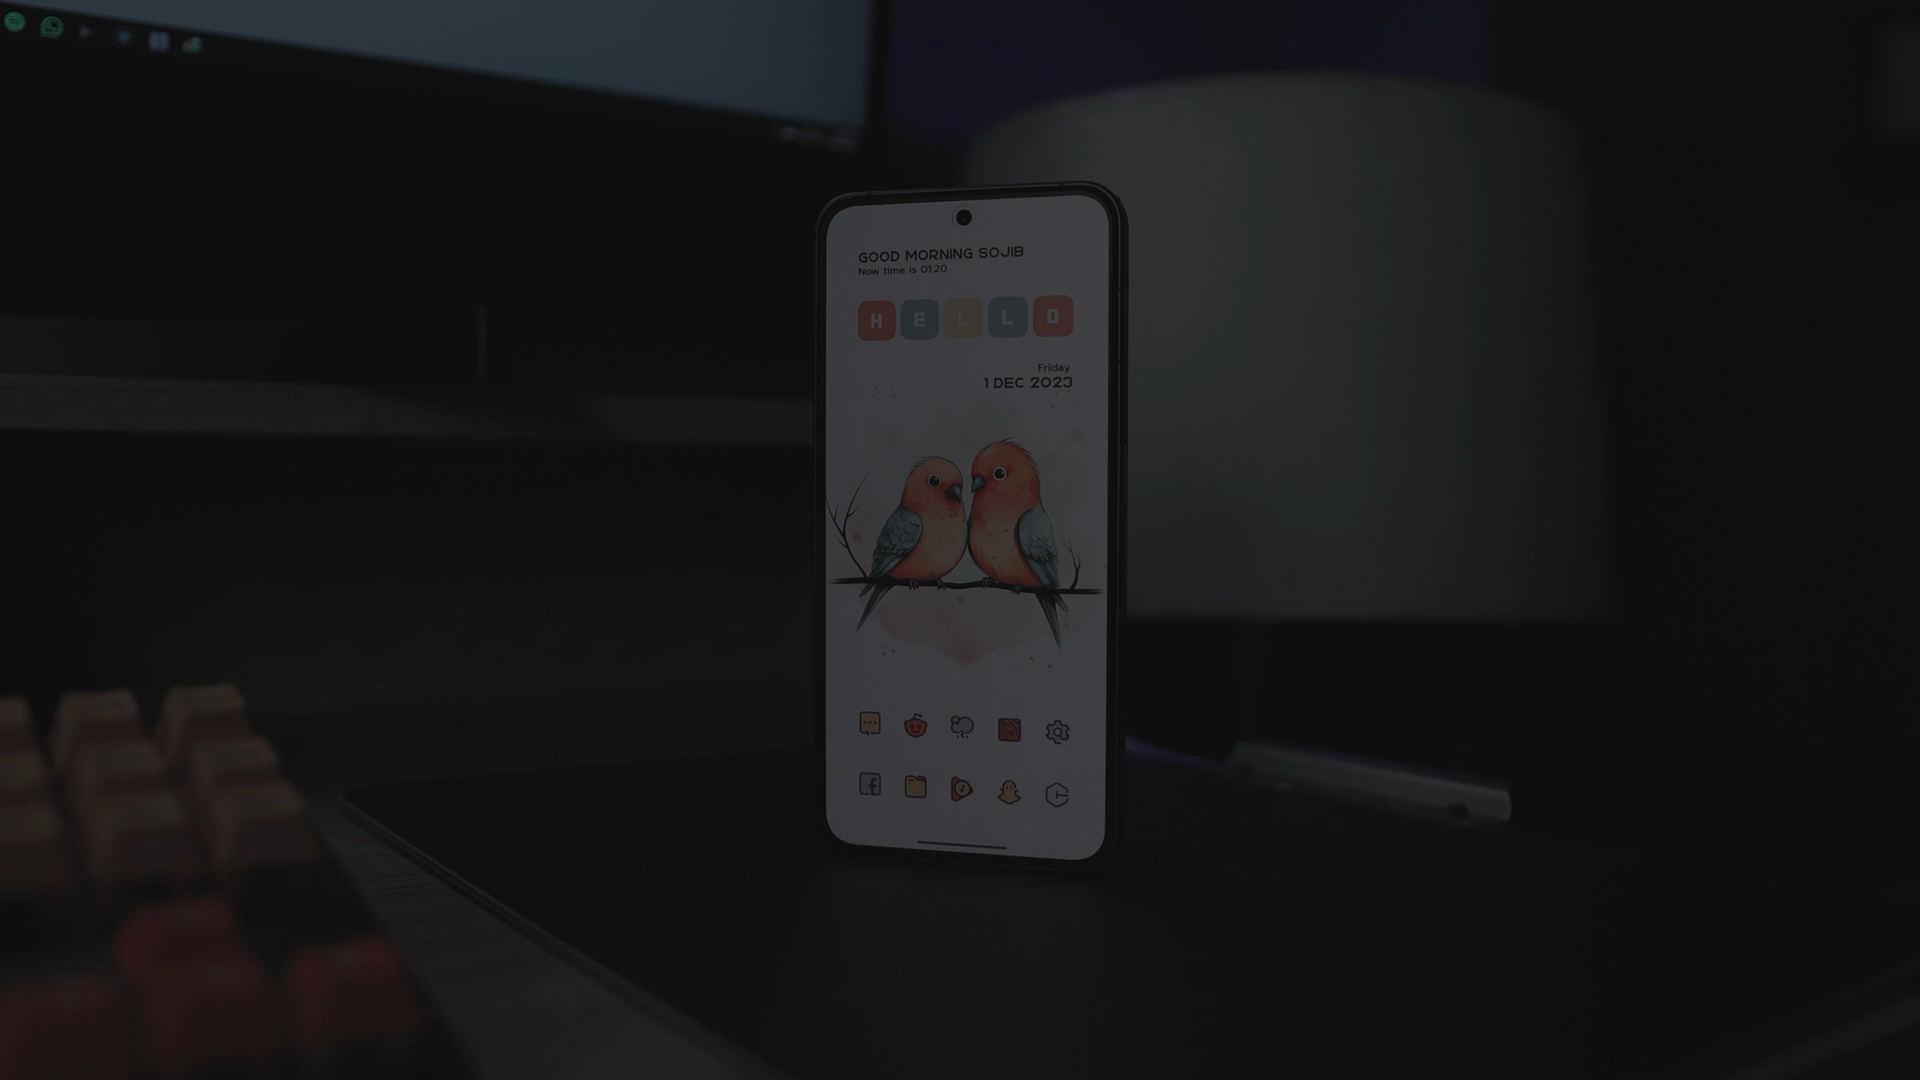 GOOD MORNING SOJIB
Now time is 01:20
HELLO
Friday
1 DEC 2023